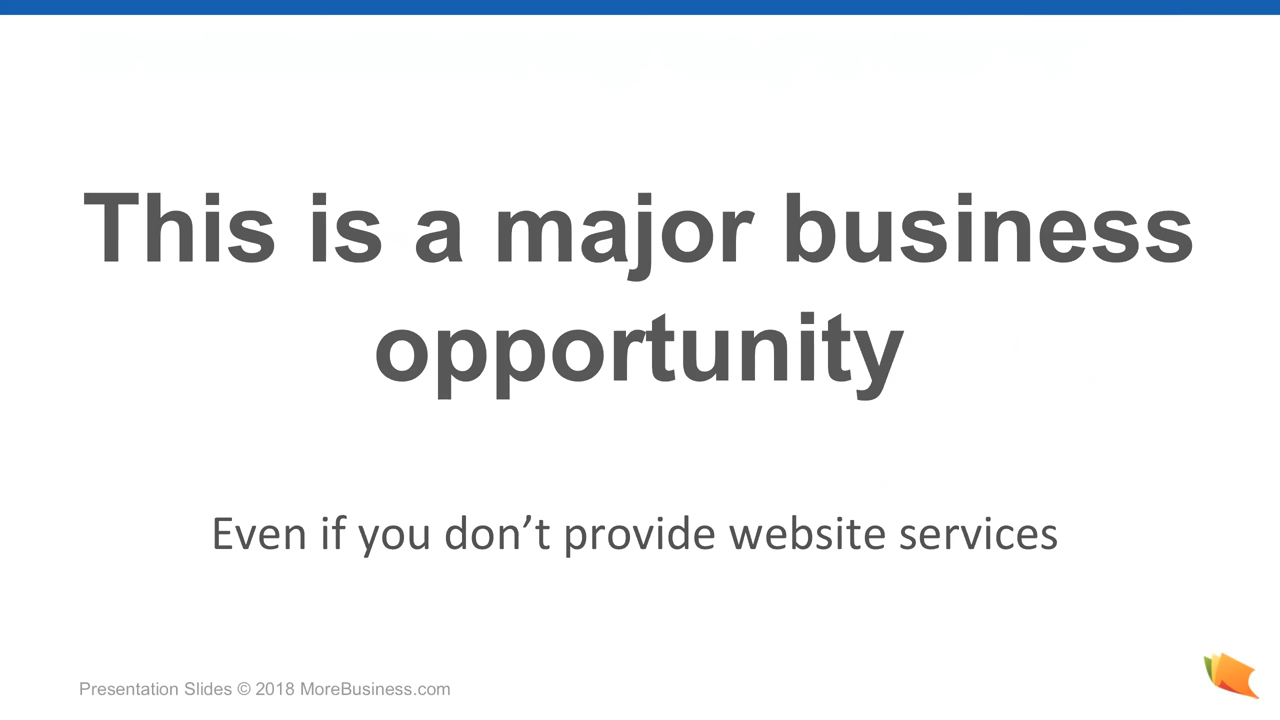 This is a major business
opportunity
Even if you don’t provide website services
Presentation Slides © 2018 MoreBusiness.com